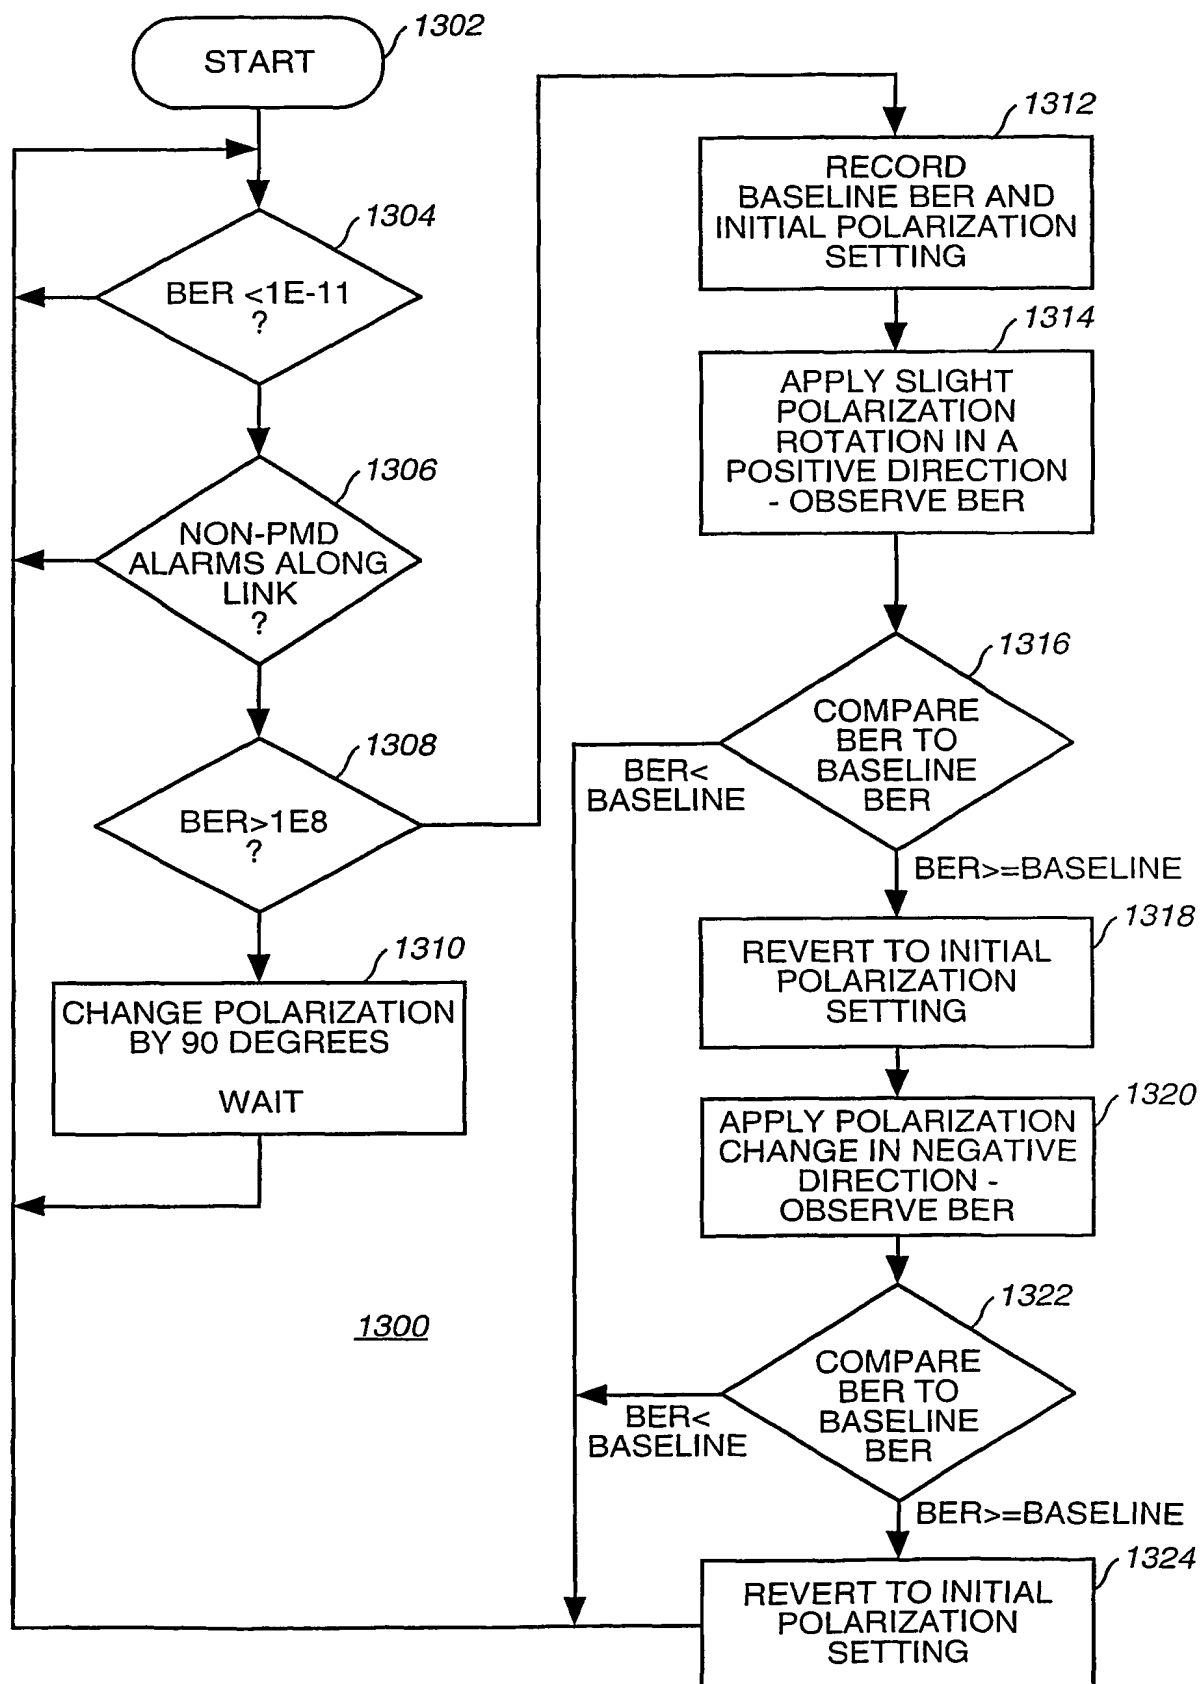 1302
START
1304
BER <1E-11
?
1306
NON-PMD
ALARMS ALONG
LINK
?
1308
BER>1E8
?
1310
CHANGE POLARIZATION
BY 90 DEGREES
WAIT
1300
1312
RECORD
BASELINE BER AND
INITIAL POLARIZATION
SETTING
1314
APPLY SLIGHT
POLARIZATION
ROTATION IN A
POSITIVE DIRECTION
- OBSERVE BER
1316
COMPARE
BER TO
BASELINE
BER
BER<
BASELINE
BER>=BASELINE
1318
REVERT TO INITIAL
POLARIZATION
SETTING
1320
APPLY POLARIZATION
CHANGE IN NEGATIVE
DIRECTION -
OBSERVE BER
1322
COMPARE
BER TO
BASELINE
BER
BER<
BASELINE
BER>=BASELINE
1324
REVERT TO INITIAL
POLARIZATION
SETTING